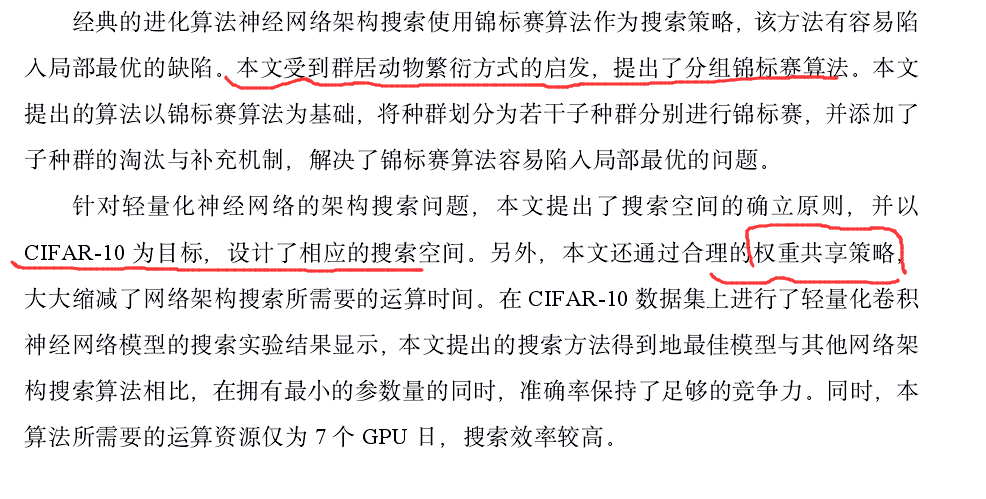 经典的进化算法神经网络架构搜索使用锦标赛算法作为搜索策略，该方法有容易陷
入局部最优的缺陷。本文受到群居动物繁衍方式的启发，提出了分组锦标赛算法。本文
提出的算法以锦标赛算法为基础，将种群划分为若干子种群分别进行锦标赛，并添加了
子种群的淘汰与补充机制，解决了锦标赛算法容易陷入局部最优的问题。
针对轻量化神经网络的架构搜索问题，本文提出了搜索空间的确立原则，并以
CIFAR-10 为目标，设计了相应的搜索空间。另外，本文还通过合理的权重共享策略，
大大缩减了网络架构搜索所需要的运算时间。在 CIFAR-10 数据集上进行了轻量化卷积
神经网络模型的搜索实验结果显示，本文提出的搜索方法得到地最佳模型与其他网络架
构搜索算法相比，在拥有最小的参数量的同时，准确率保持了足够的竞争力。同时，本
算法所需要的运算资源仅为 7 个 GPU 日，搜索效率较高。